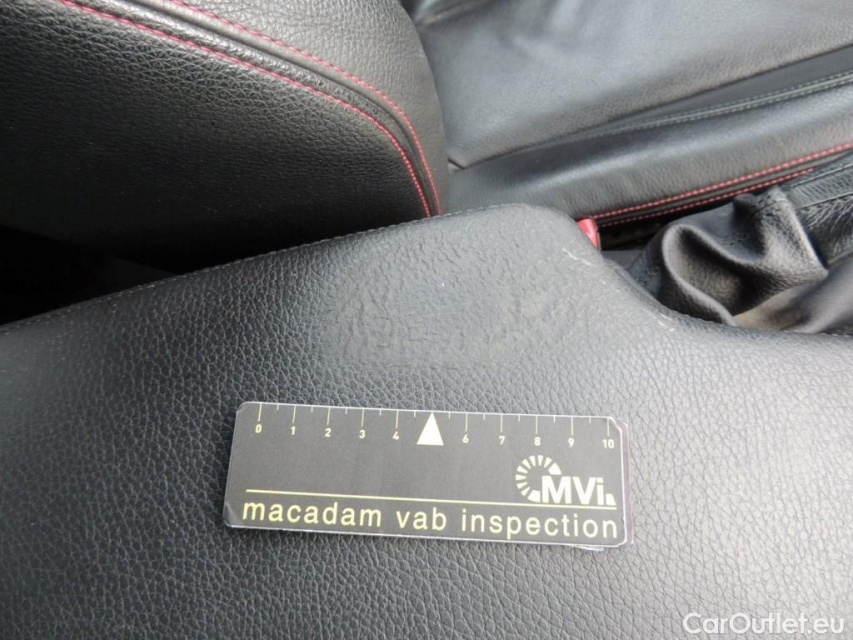 0 1 2 3 4 6 7 8 9 10
MVi
macadam vab inspection
CarOutlet.eu